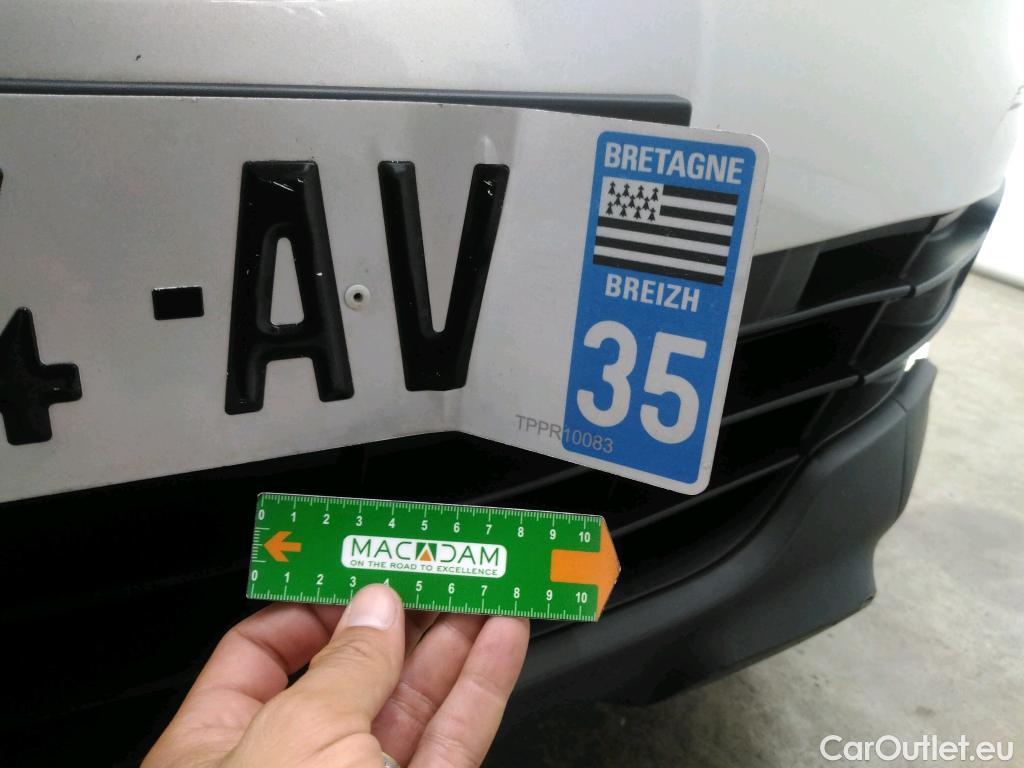 4 -AV
BRETAGNE
BREIZH
35
TPPR10083
0 1 2 3 4 5 6 7 8 9 10
MACADAM
ON THE ROAD TO EXCELLENCE
0 1 2 3 4 5 6 7 8 9 10
CarOutlet.eu